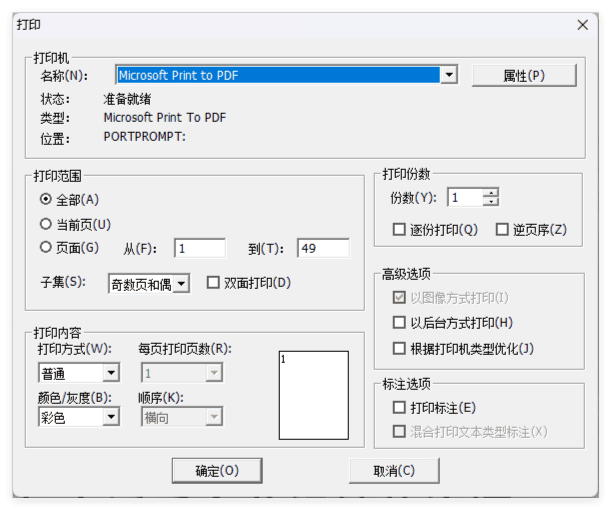 打印
打印机
名称(N): Microsoft Print to PDF 属性(P)
状态: 准备就绪
类型: Microsoft Print To PDF
位置: PORTPROMPT:
打印范围
全部(A)
当前页(U)
页面(G) 从(F): 1 到(T): 49
子集(S): 奇数页和偶 双面打印(D)
打印份数
份数(Y): 1
逐份打印(Q) 逆页序(Z)
高级选项
以图像方式打印(I)
以后台方式打印(H)
根据打印机类型优化(J)
打印内容
打印方式(W): 每页打印页数(R):
普通 1
颜色/灰度(B): 顺序(K):
彩色 横向
1
标注选项
打印标注(E)
混合打印文本类型标注(X)
确定(O) 取消(C)